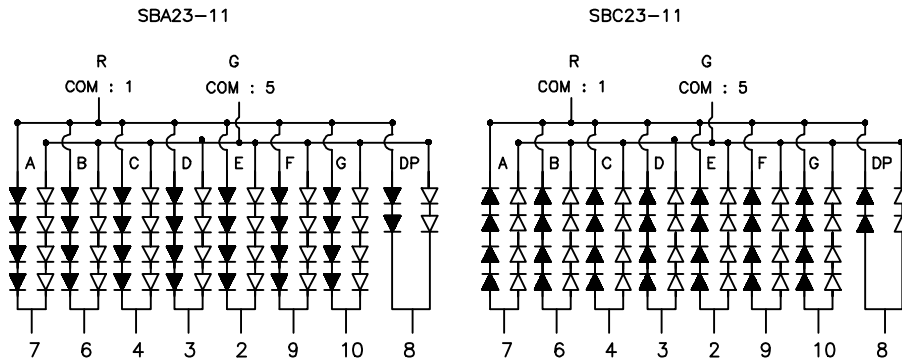 SBA23-11 SBC23-11
R G R G
COM : 1 COM : 5 COM : 1 COM : 5
A B C D E F G DP A B C D E F G DP
7 6 4 3 2 9 10 8 7 6 4 3 2 9 10 8